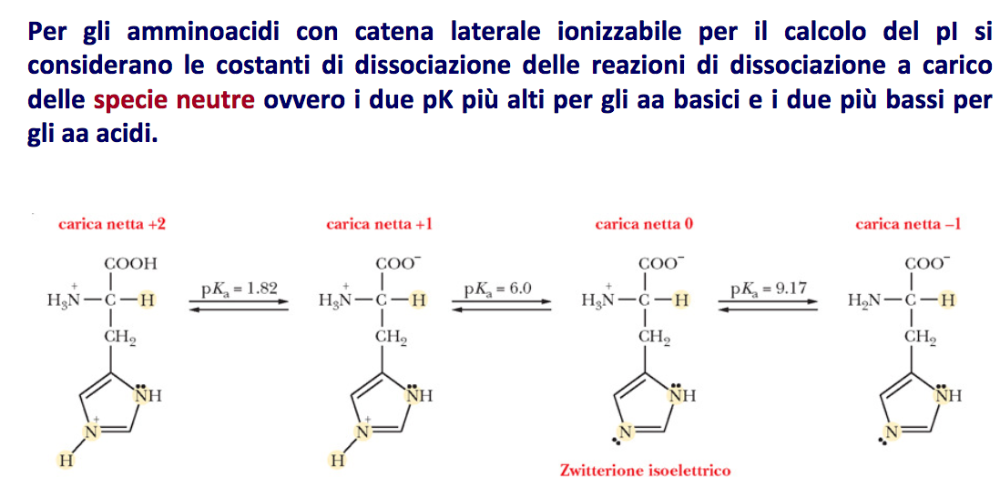 Per gli amminoacidi con catena laterale ionizzabile per il calcolo del pI si
considerano le costanti di dissociazione delle reazioni di dissociazione a carico
delle specie neutre ovvero i due pK più alti per gli aa basici e i due più bassi per
gli aa acidi.
carica netta +2 carica netta +1 carica netta 0 carica netta –1
COOH COO⁻ COO⁻ COO⁻
pKₐ = 1.82 pKₐ = 6.0 pKₐ = 9.17
H₃N⁺—C—H H₃N⁺—C—H H₃N⁺—C—H H₂N—C—H
CH₂ CH₂ CH₂ CH₂
N̈H N̈H N̈H N̈H
N⁺ N⁺ N: N:
H H
Zwitterione isoelettrico